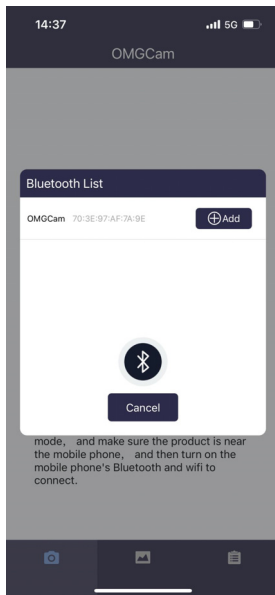 14:37 5G
OMGCam
Bluetooth List
OMGCam 70:3E:97:AF:7A:9E Add
Cancel
mode, and make sure the product is near
the mobile phone, and then turn on the
mobile phone's Bluetooth and wifi to
connect.